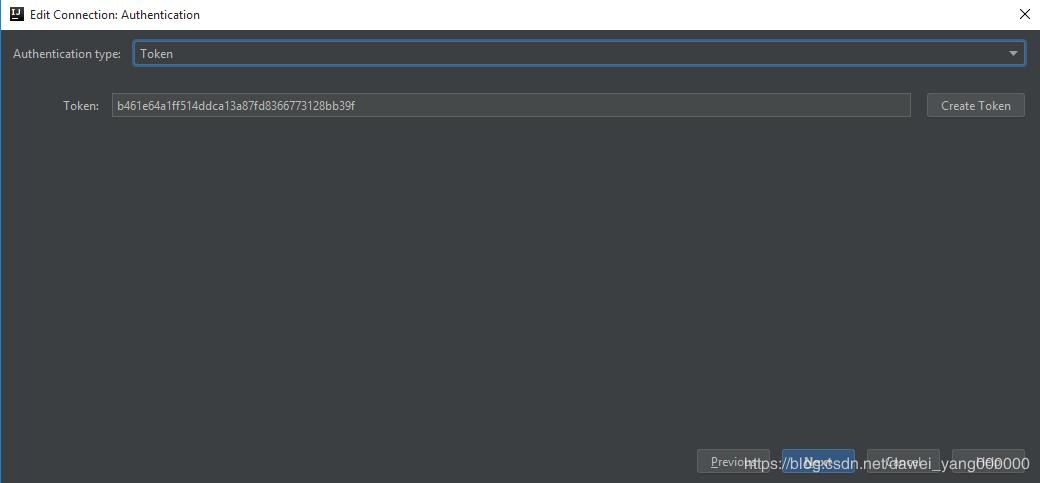 Edit Connection: Authentication
Authentication type: Token
Token: b461e64a1ff514ddca13a87fd8366773128bb39f Create Token
Previous Next Cancel Help
https://blog.csdn.net/dawei_yang000000